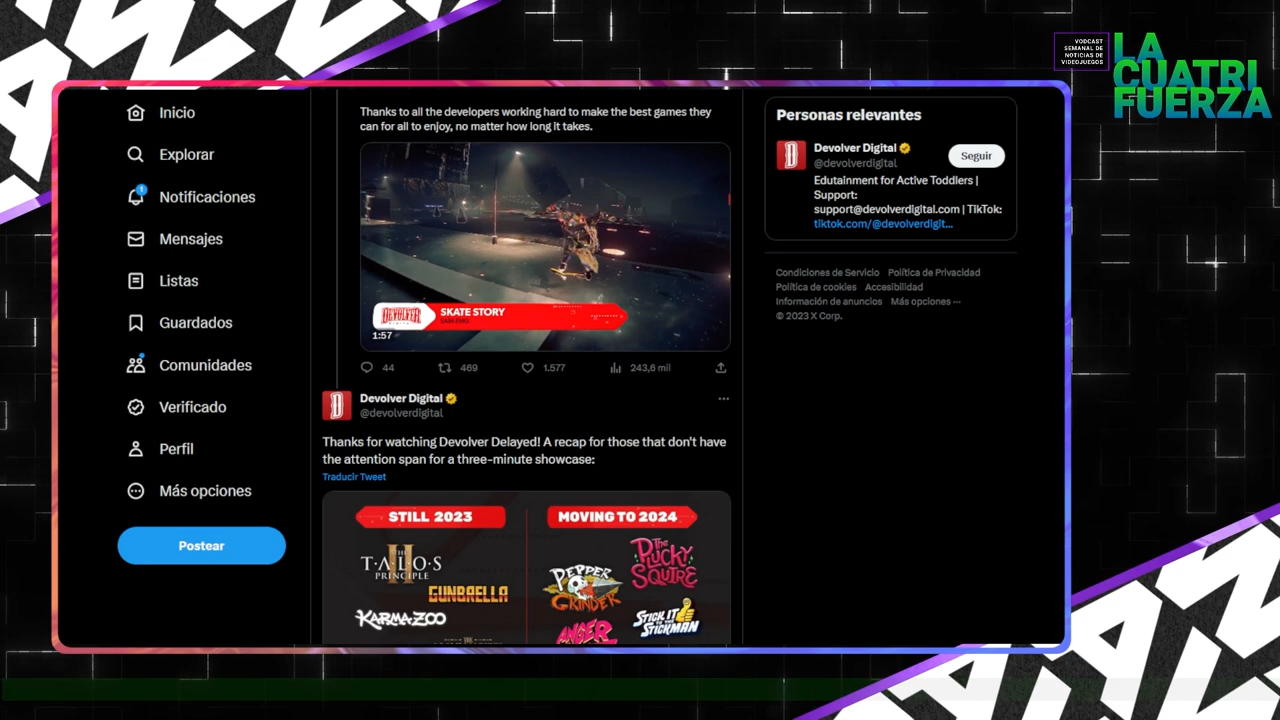 VODCAST
SEMANAL DE
NOTICIAS DE
VIDEOJUEGOS
LA
CUATRI
FUERZA
Inicio
Explorar
1
Notificaciones
Mensajes
Listas
Guardados
Comunidades
Verificado
Perfil
Más opciones
Postear
Thanks to all the developers working hard to make the best games they
can for all to enjoy, no matter how long it takes.
DEVOLVER
DIGITAL
SKATE STORY
SAM ENG
1:57
44
469
1.577
243,6 mil
Devolver Digital
@devolverdigital
Thanks for watching Devolver Delayed! A recap for those that don't have
the attention span for a three-minute showcase:
Traducir Tweet
STILL 2023
MOVING TO 2024
THE
TALOS
II
PRINCIPLE
GUNBRELLA
KARMAZOO
THE
The
PLUCKY
SQUIRE
PEPPER
GRINDER
STICK IT
TO THE
STICKMAN
ANGER
Personas relevantes
Devolver Digital
@devolverdigital
Seguir
Edutainment for Active Toddlers |
Support:
support@devolverdigital.com | TikTok:
tiktok.com/@devolverdigit...
Condiciones de Servicio Política de Privacidad
Política de cookies Accesibilidad
Información de anuncios Más opciones ···
© 2023 X Corp.